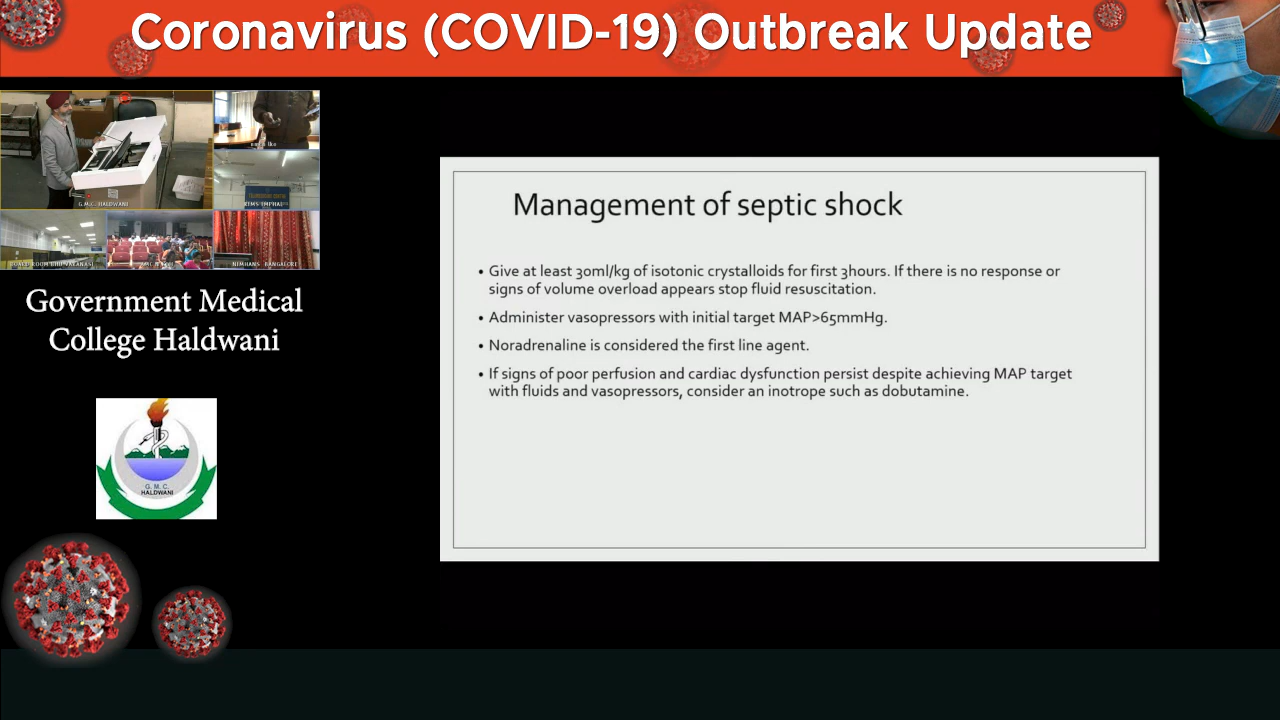 Coronavirus (COVID-19) Outbreak Update
G.M.C. HALDWANI
NIMHANS BANGALORE
Government Medical
College Haldwani
G. M. C.
HALDWANI
Management of septic shock
• Give at least 30ml/kg of isotonic crystalloids for first 3hours. If there is no response or
signs of volume overload appears stop fluid resuscitation.
• Administer vasopressors with initial target MAP>65mmHg.
• Noradrenaline is considered the first line agent.
• If signs of poor perfusion and cardiac dysfunction persist despite achieving MAP target
with fluids and vasopressors, consider an inotrope such as dobutamine.